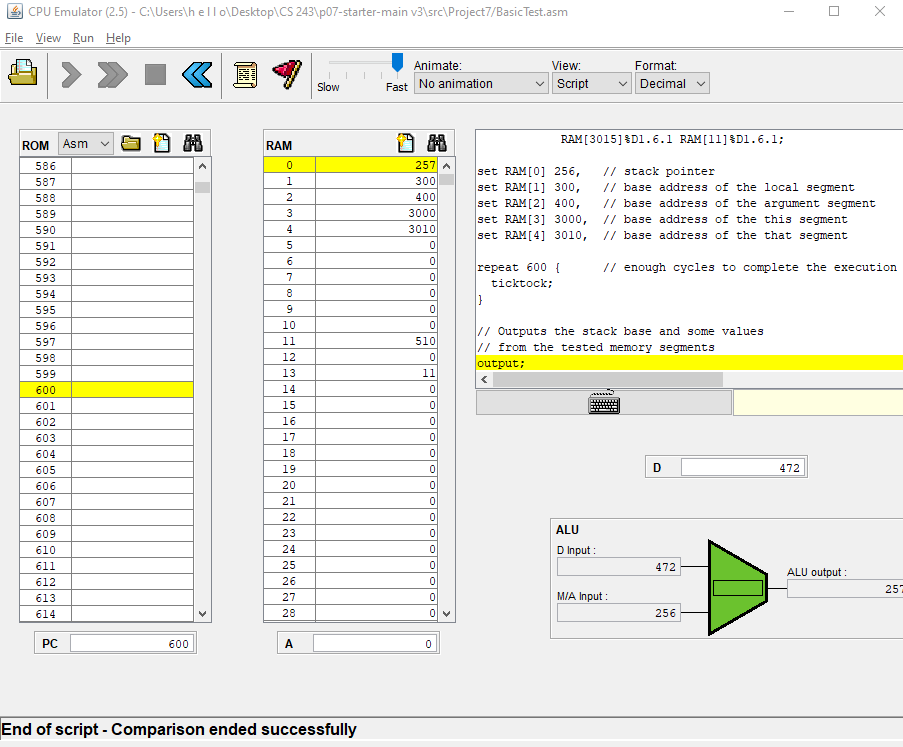 CPU Emulator (2.5) - C:\Users\h e l l o\Desktop\CS 243\p07-starter-main v3\src\Project7/BasicTest.asm
File View Run Help
Slow Fast
Animate:
No animation
View:
Script
Format:
Decimal
ROM Asm
586
587
588
589
590
591
592
593
594
595
596
597
598
599
600
601
602
603
604
605
606
607
608
609
610
611
612
613
614
PC 600
RAM
0 257
1 300
2 400
3 3000
4 3010
5 0
6 0
7 0
8 0
9 0
10 0
11 510
12 0
13 11
14 0
15 0
16 0
17 0
18 0
19 0
20 0
21 0
22 0
23 0
24 0
25 0
26 0
27 0
28 0
A 0
RAM[3015]%D1.6.1 RAM[11]%D1.6.1;
set RAM[0] 256,   // stack pointer
set RAM[1] 300,   // base address of the local segment
set RAM[2] 400,   // base address of the argument segment
set RAM[3] 3000,  // base address of the this segment
set RAM[4] 3010,  // base address of the that segment
repeat 600 {      // enough cycles to complete the execution
ticktock;
}
// Outputs the stack base and some values
// from the tested memory segments
output;
D 472
ALU
D Input :
472
M/A Input :
256
ALU output :
257
End of script - Comparison ended successfully